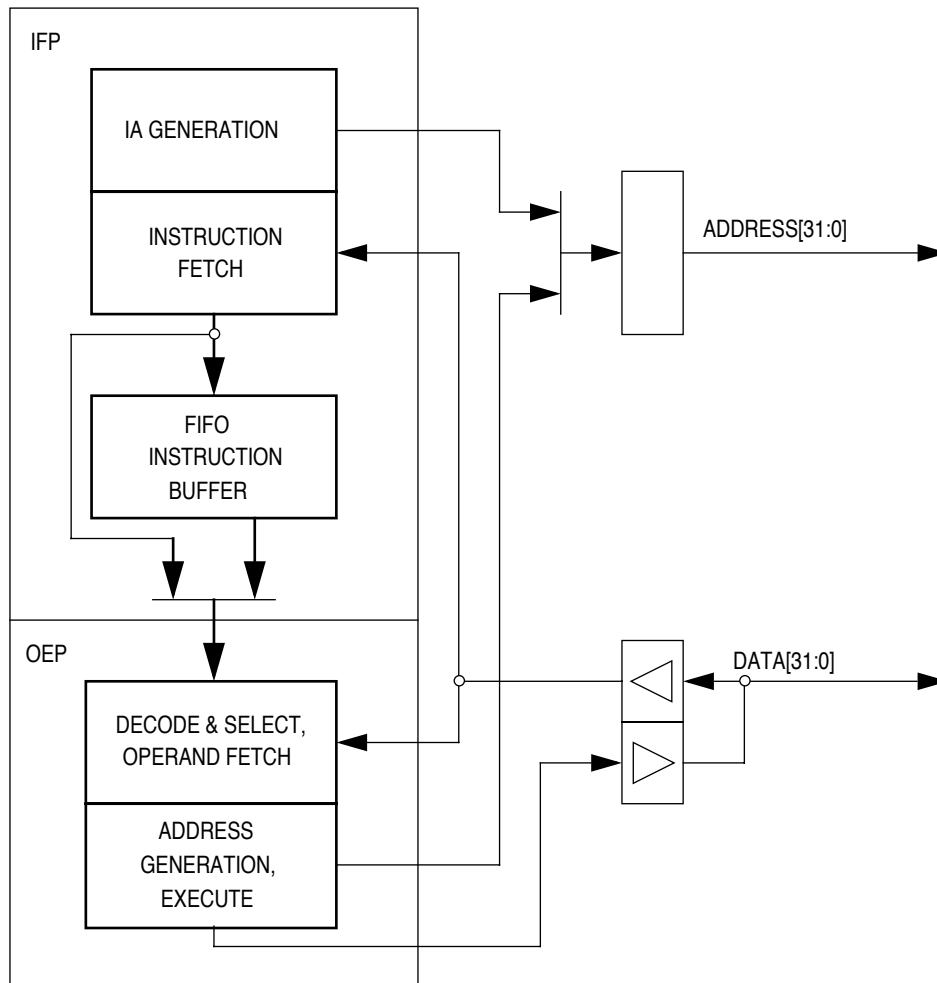 IFP
IA GENERATION
INSTRUCTION
FETCH
ADDRESS[31:0]
FIFO
INSTRUCTION
BUFFER
OEP
DATA[31:0]
DECODE & SELECT,
OPERAND FETCH
ADDRESS
GENERATION,
EXECUTE